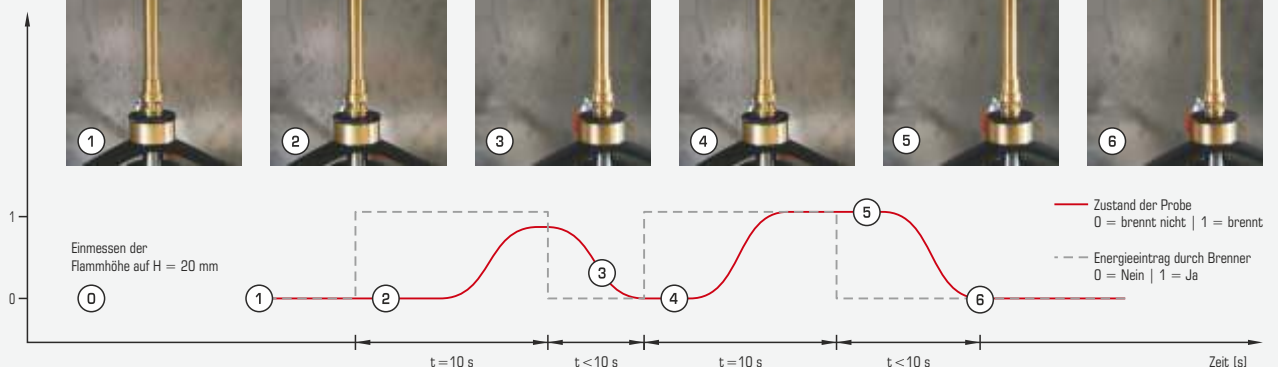 1
2
3
4
5
6
1
Einmessen der
Flammhöhe auf H = 20 mm
0
0
1
2
3
4
5
6
Zustand der Probe
0 = brennt nicht | 1 = brennt
Energieeintrag durch Brenner
0 = Nein | 1 = Ja
t=10 s
t<10 s
t=10 s
t<10 s
Zeit [s]